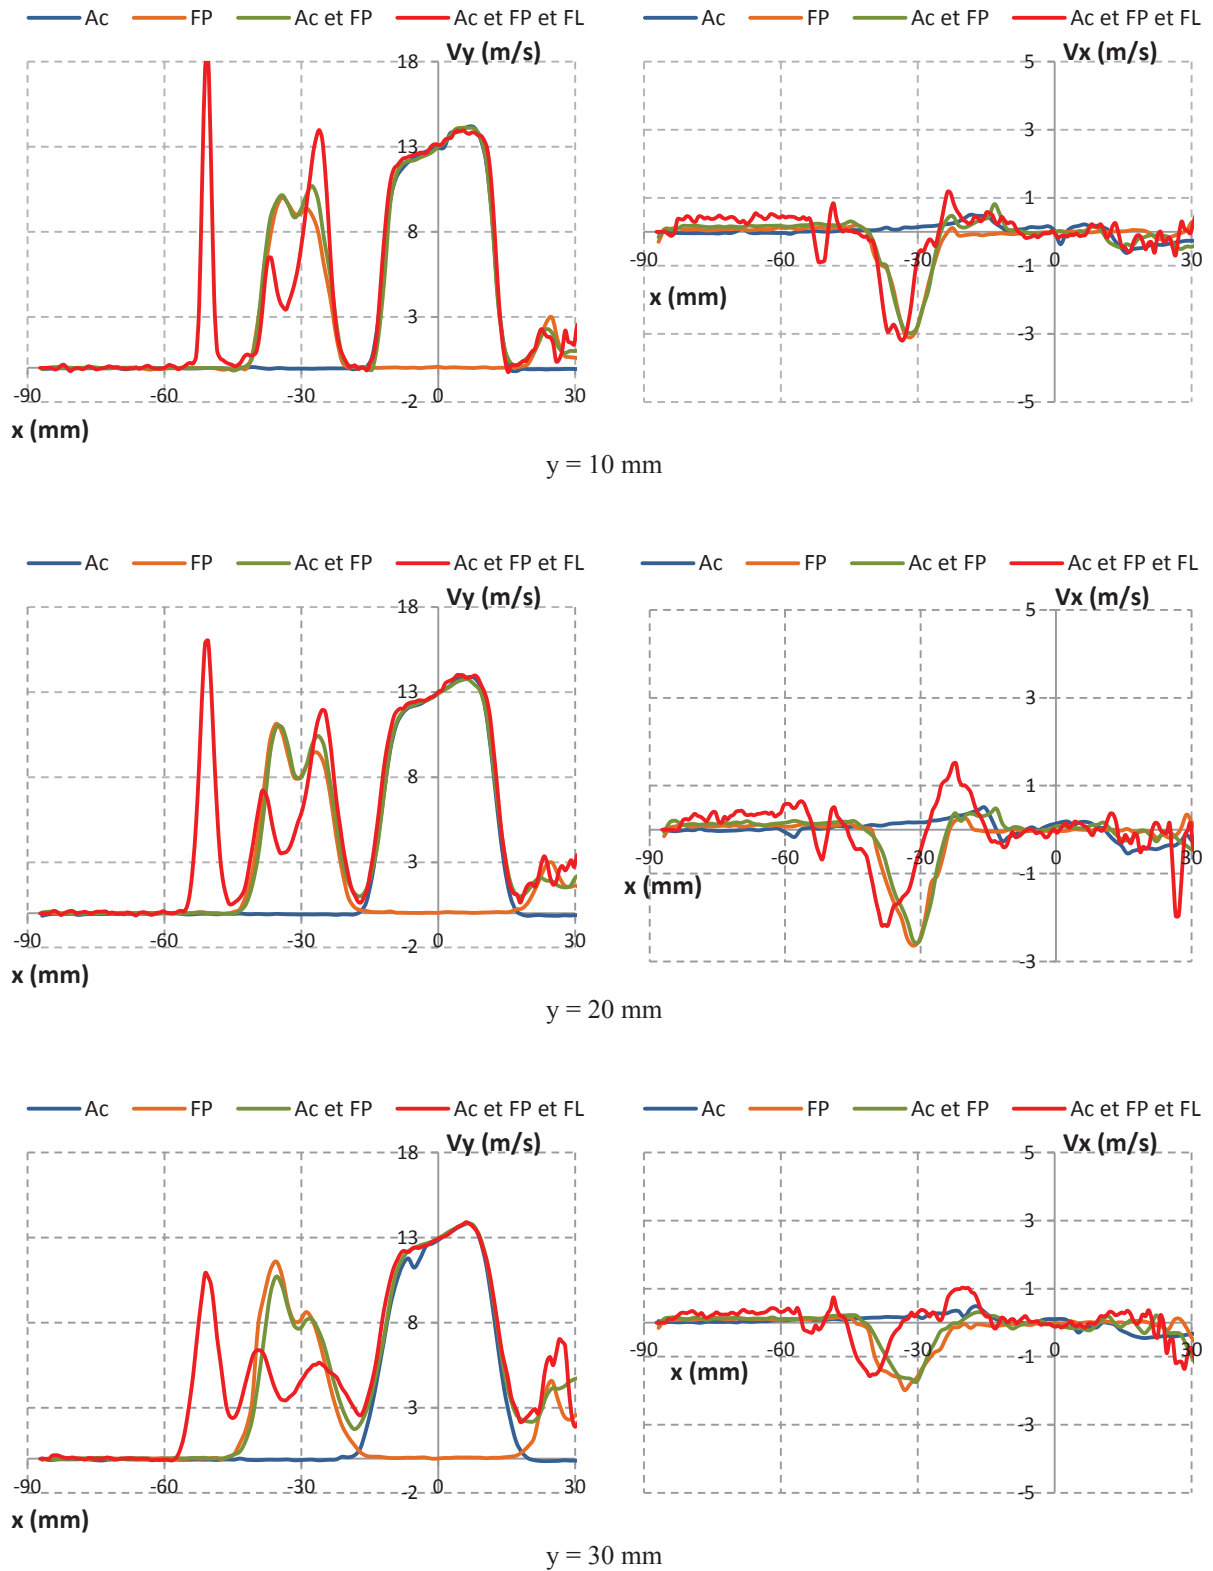 Ac FP Ac et FP Ac et FP et FL
Vy (m/s)
18
13
8
3
-2
-90 -60 -30 0 30
x (mm)
Ac FP Ac et FP Ac et FP et FL
Vx (m/s)
5
3
1
-1
-3
-5
-90 -60 -30 0 30
x (mm)
y = 10 mm
Ac FP Ac et FP Ac et FP et FL
Vy (m/s)
18
13
8
3
-2
-90 -60 -30 0 30
x (mm)
Ac FP Ac et FP Ac et FP et FL
Vx (m/s)
5
3
1
-1
-3
-90 -60 -30 0 30
x (mm)
y = 20 mm
Ac FP Ac et FP Ac et FP et FL
Vy (m/s)
18
13
8
3
-2
-90 -60 -30 0 30
x (mm)
Ac FP Ac et FP Ac et FP et FL
Vx (m/s)
5
3
1
-1
-3
-5
-90 -60 -30 0 30
x (mm)
y = 30 mm